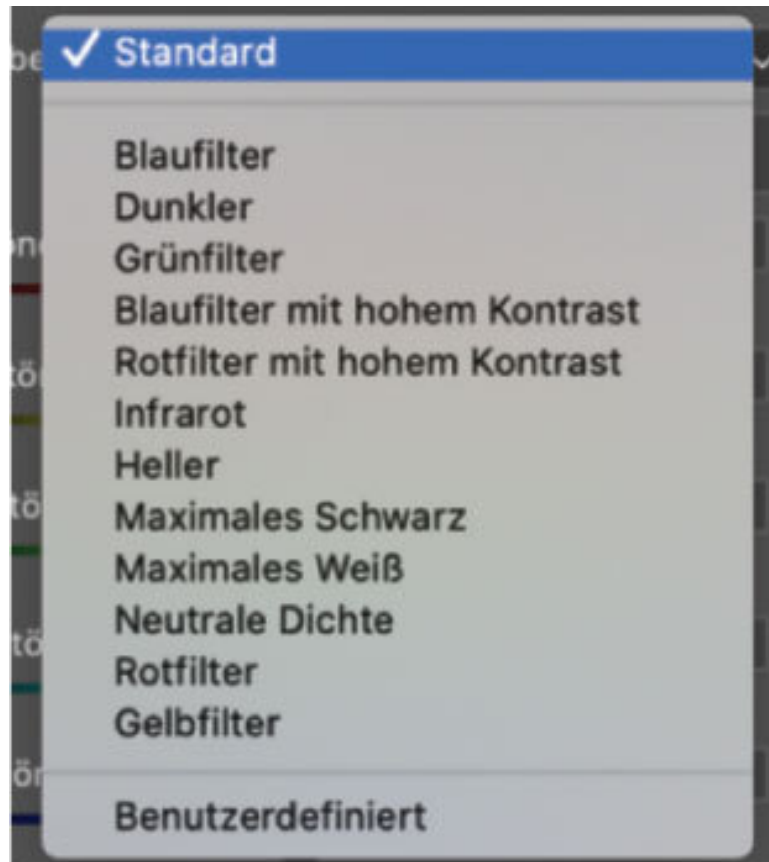 Standard
Blaufilter
Dunkler
Grünfilter
Blaufilter mit hohem Kontrast
Rotfilter mit hohem Kontrast
Infrarot
Heller
Maximales Schwarz
Maximales Weiß
Neutrale Dichte
Rotfilter
Gelbfilter
Benutzerdefiniert